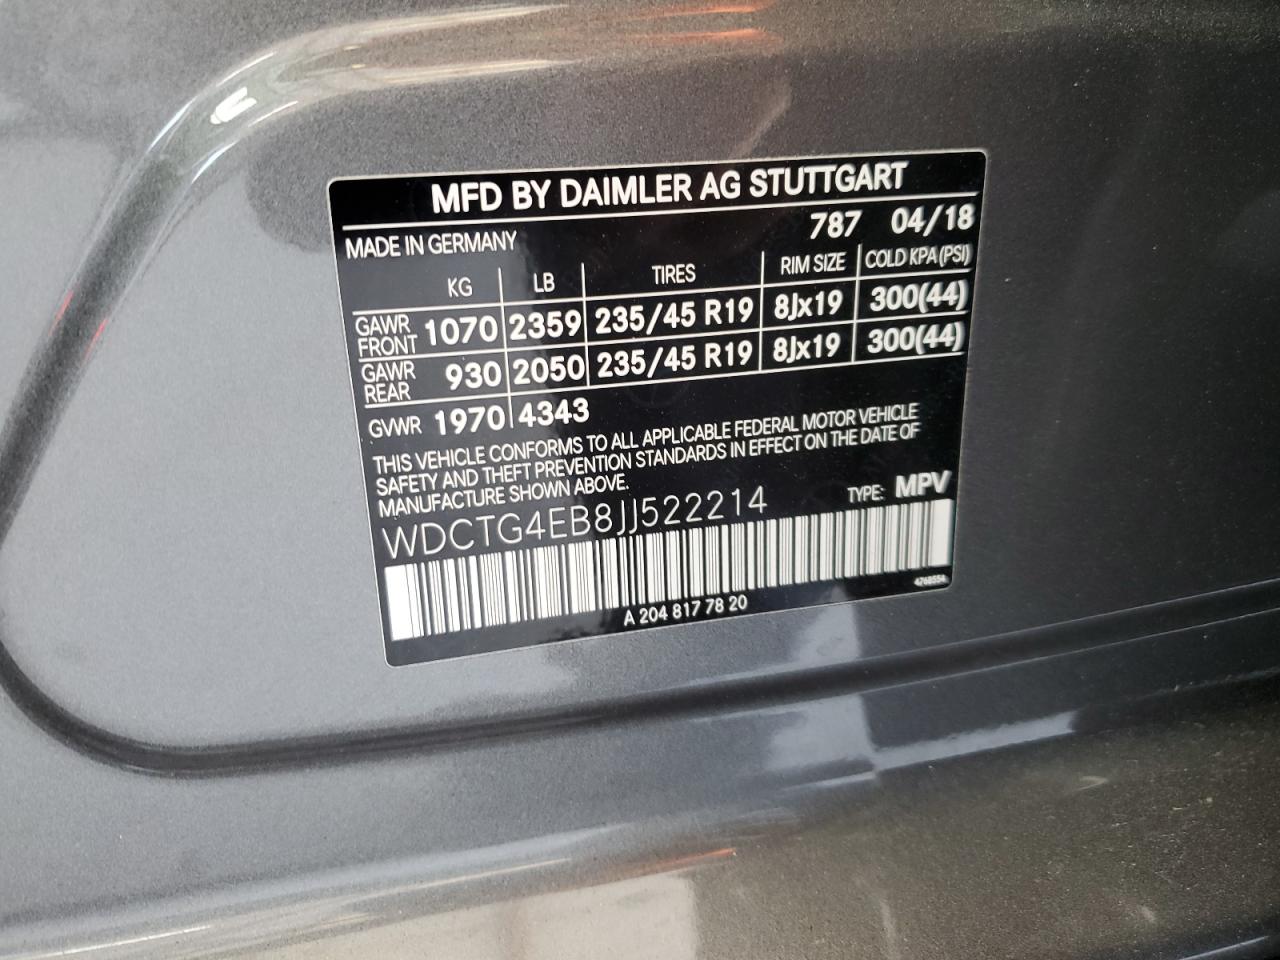 MFD BY DAIMLER AG STUTTGART
787 04/18
MADE IN GERMANY
KG LB TIRES RIM SIZE COLD KPA(PSI)
GAWR FRONT 1070 2359 235/45 R19 8Jx19 300(44)
GAWR REAR 930 2050 235/45 R19 8Jx19 300(44)
GVWR 1970 4343
THIS VEHICLE CONFORMS TO ALL APPLICABLE FEDERAL MOTOR VEHICLE
SAFETY AND THEFT PREVENTION STANDARDS IN EFFECT ON THE DATE OF
MANUFACTURE SHOWN ABOVE.
WDCTG4EB8JJ522214 TYPE: MPV
4768554
A 204 817 78 20